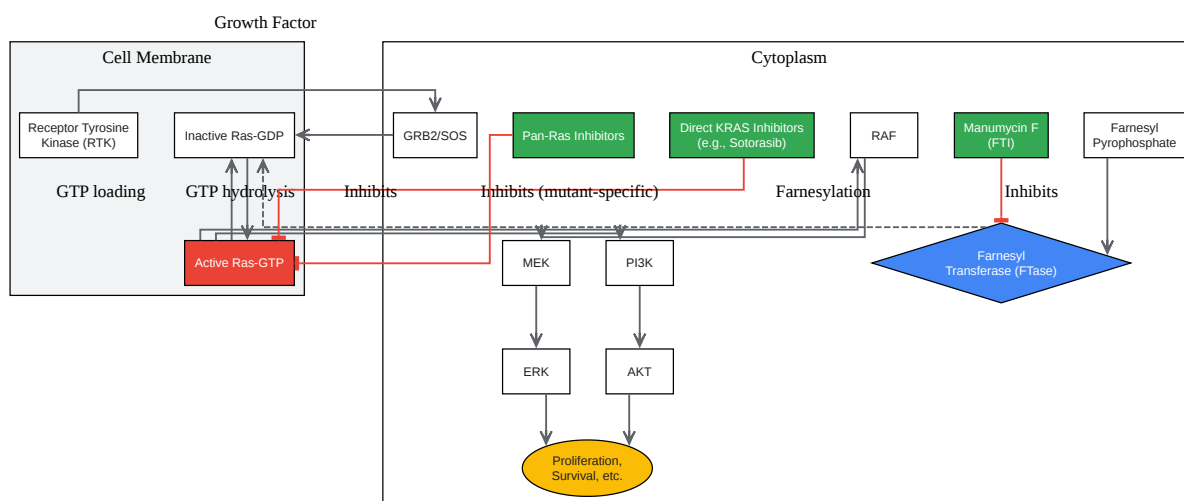 Growth Factor
Cell Membrane
Cytoplasm
Receptor Tyrosine
Kinase (RTK)
Inactive Ras-GDP
GRB2/SOS
Pan-Ras Inhibitors
Direct KRAS Inhibitors
(e.g., Sotorasib)
RAF
Manumycin F
(FTI)
Farnesyl
Pyrophosphate
GTP loading
GTP hydrolysis
Inhibits
Inhibits (mutant-specific)
Farnesylation
Inhibits
Active Ras-GTP
MEK
PI3K
Farnesyl
Transferase (FTase)
ERK
AKT
Proliferation,
Survival, etc.